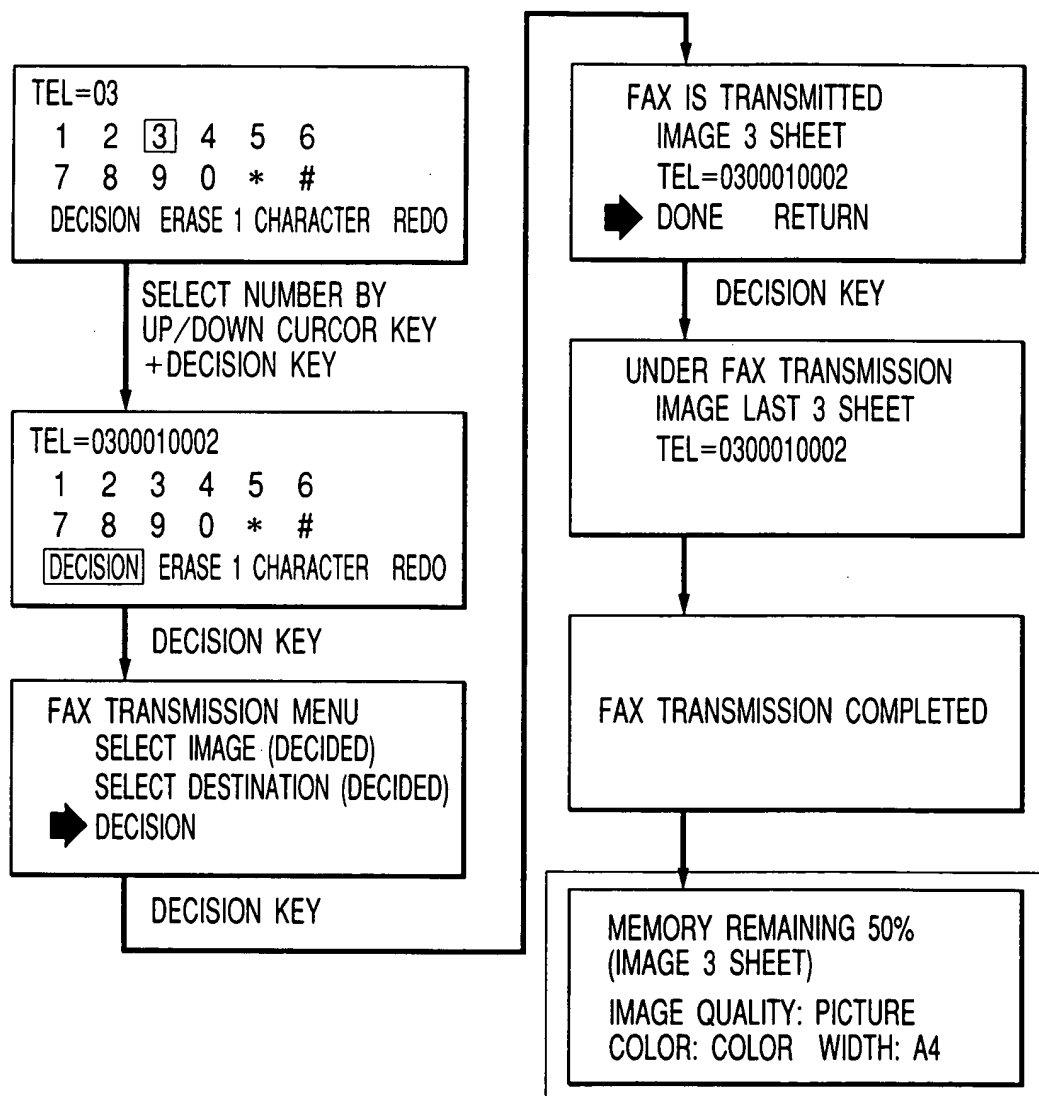 TEL=03
1 2 3 4 5 6
7 8 9 0 * #
DECISION ERASE 1 CHARACTER REDO
SELECT NUMBER BY
UP/DOWN CURCOR KEY
+DECISION KEY
TEL=0300010002
1 2 3 4 5 6
7 8 9 0 * #
DECISION ERASE 1 CHARACTER REDO
DECISION KEY
FAX TRANSMISSION MENU
SELECT IMAGE (DECIDED)
SELECT DESTINATION (DECIDED)
DECISION
DECISION KEY
FAX IS TRANSMITTED
IMAGE 3 SHEET
TEL=0300010002
DONE RETURN
DECISION KEY
UNDER FAX TRANSMISSION
IMAGE LAST 3 SHEET
TEL=0300010002
FAX TRANSMISSION COMPLETED
MEMORY REMAINING 50%
(IMAGE 3 SHEET)
IMAGE QUALITY: PICTURE
COLOR: COLOR WIDTH: A4